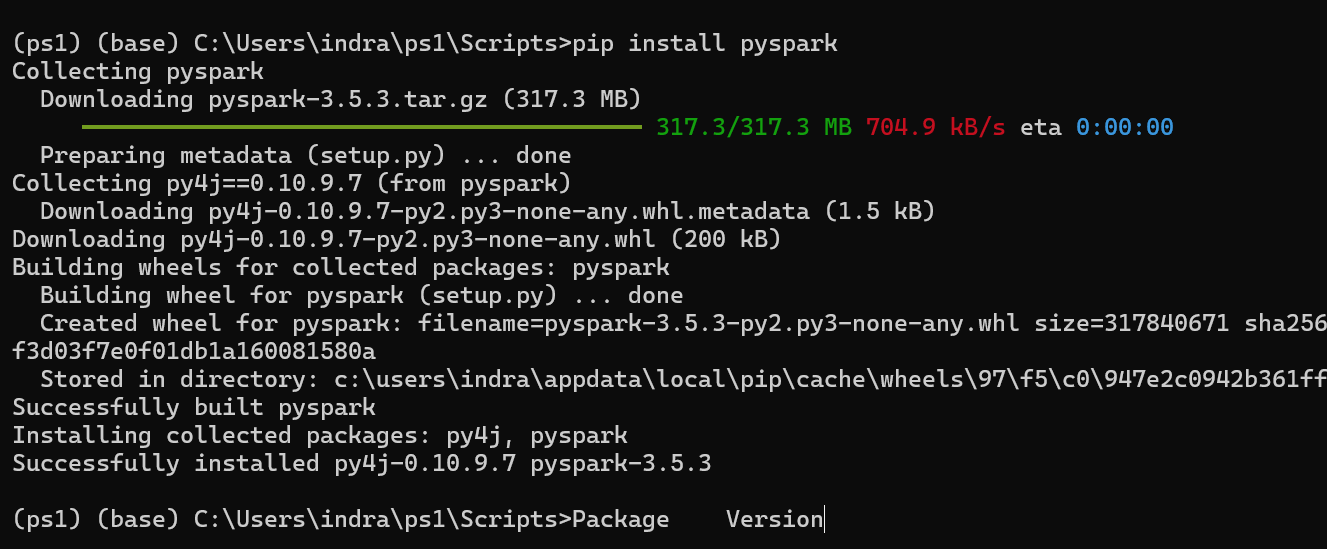 (ps1) (base) C:\Users\indra\ps1\Scripts>pip install pyspark
Collecting pyspark
  Downloading pyspark-3.5.3.tar.gz (317.3 MB)
     317.3/317.3 MB 704.9 kB/s eta 0:00:00
  Preparing metadata (setup.py) ... done
Collecting py4j==0.10.9.7 (from pyspark)
  Downloading py4j-0.10.9.7-py2.py3-none-any.whl.metadata (1.5 kB)
Downloading py4j-0.10.9.7-py2.py3-none-any.whl (200 kB)
Building wheels for collected packages: pyspark
  Building wheel for pyspark (setup.py) ... done
  Created wheel for pyspark: filename=pyspark-3.5.3-py2.py3-none-any.whl size=317840671 sha256
f3d03f7e0f01db1a160081580a
  Stored in directory: c:\users\indra\appdata\local\pip\cache\wheels\97\f5\c0\947e2c0942b361ff
Successfully built pyspark
Installing collected packages: py4j, pyspark
Successfully installed py4j-0.10.9.7 pyspark-3.5.3
(ps1) (base) C:\Users\indra\ps1\Scripts>Package    Version